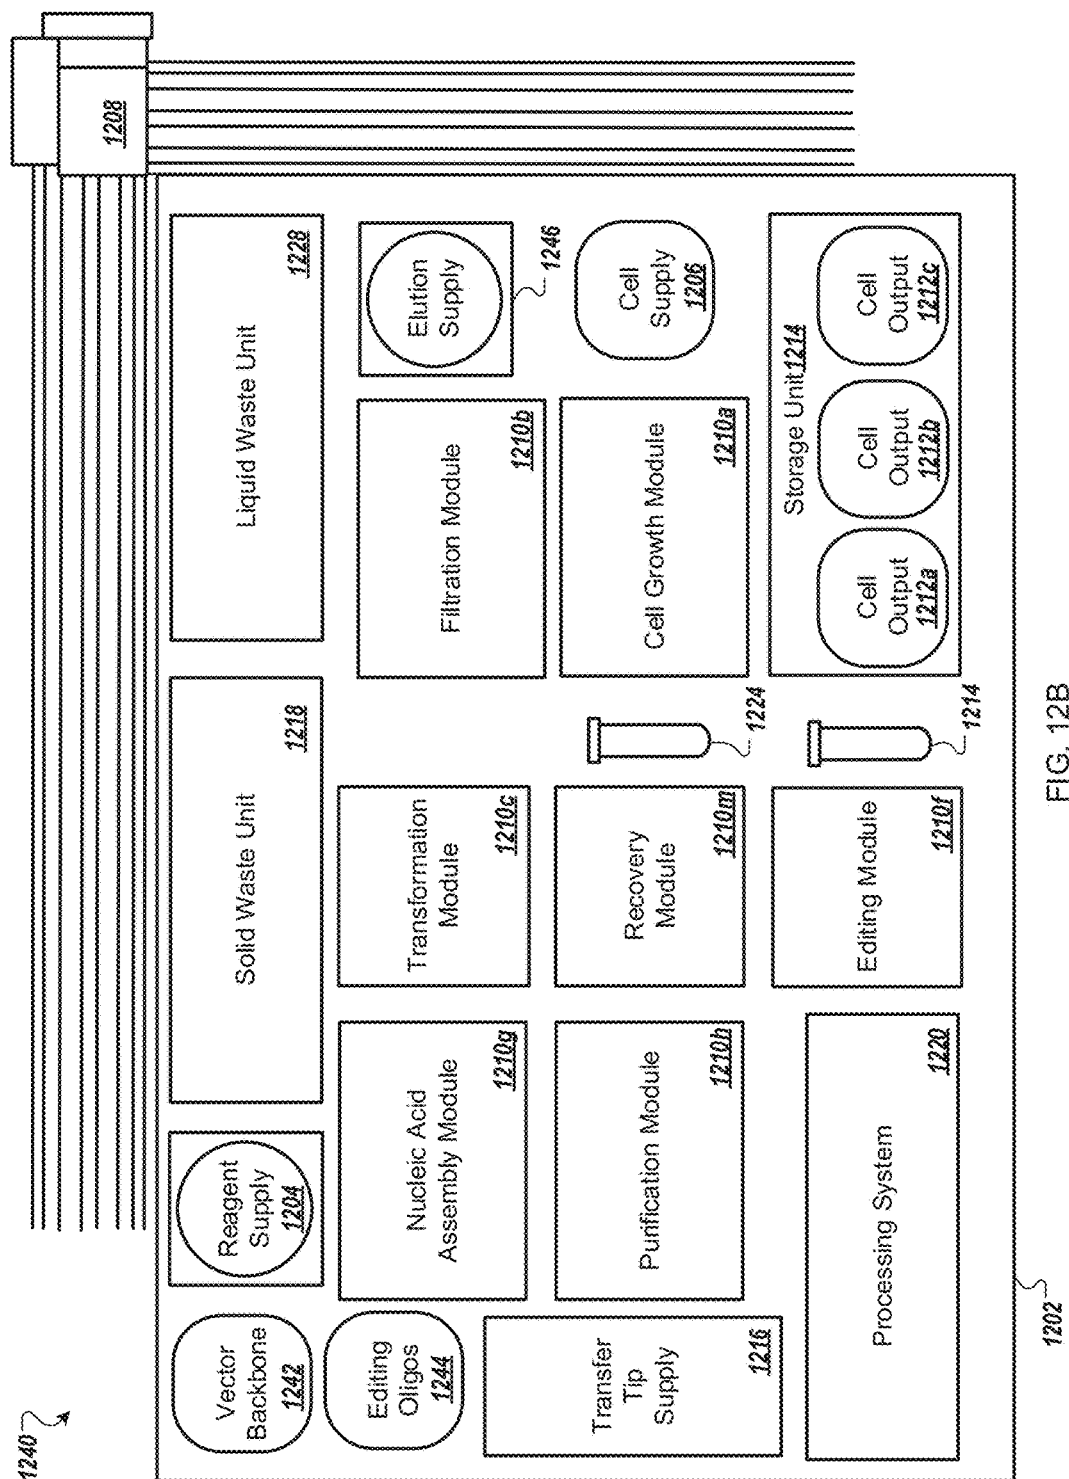 1240
1208
Vector
Backbone
1242
Reagent
Supply
1204
Solid Waste Unit
1218
Liquid Waste Unit
1228
Editing
Oligos
1244
Nucleic Acid
Assembly Module
1210g
Transformation
Module
1210c
Filtration Module
1210b
Elution
Supply
1246
Transfer
Tip
Supply
1216
Purification Module
1210h
Recovery
Module
1210m
1224
Cell Growth Module
1210a
Cell
Supply
1206
Processing System
1220
Editing Module
1210f
1214
Storage Unit 1214
Cell
Output
1212a
Cell
Output
1212b
Cell
Output
1212c
1202
FIG. 12B